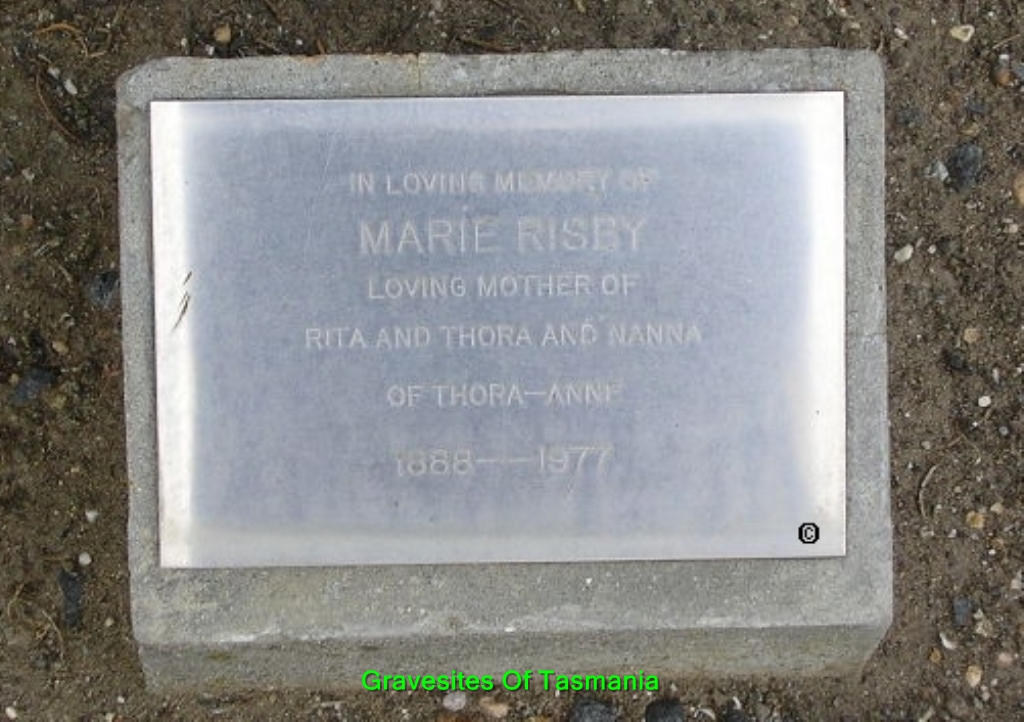 IN LOVING MEMORY OF
MARIE RISBY
LOVING MOTHER OF
RITA AND THORA AND NANNA
OF THORA-ANNE
1888--1977
©
Gravesites Of Tasmania